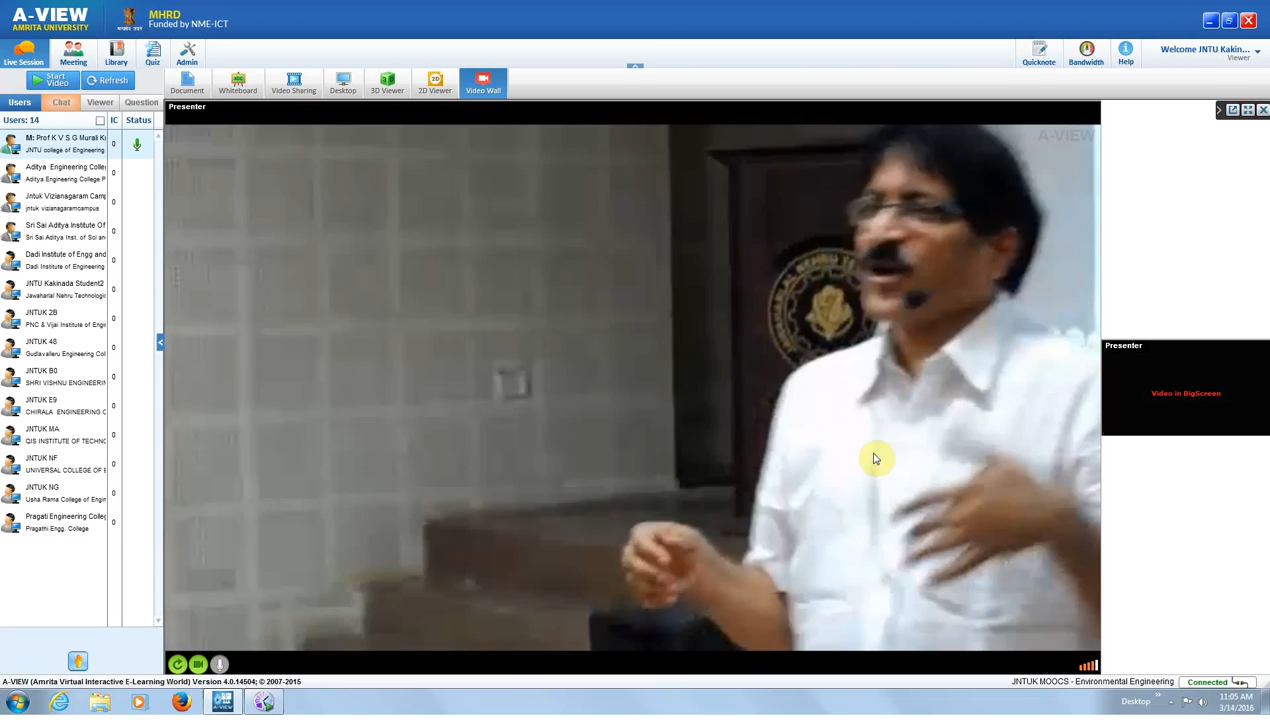 A-VIEW
AMRITA UNIVERSITY
MHRD
Funded by NME-ICT
Live Session
Meeting
Library
Quiz
Admin
Quicknote
Bandwidth
Help
Welcome JNTU Kakin...
Viewer
Start Video
Refresh
Document
Whiteboard
Video Sharing
Desktop
3D Viewer
2D
2D Viewer
Video Wall
Users
Chat
Viewer
Question
Users: 14
IC
Status
Presenter
A-VIEW
M: Prof K V S G Murali Kr
JNTU college of Engineering
0
Aditya Engineering Colle
Aditya Engineering College P
0
Jntuk Vizianagaram Camp
jntuk vizianagaramcampus
0
Sri Sai Aditya Institute Of
Sri Sai Aditya Inst. of Sci an
0
Dadi Institute of Engg and
Dadi Institute of Engineering
0
JNTU Kakinada Student2
Jawaharlal Nehru Technologic
0
JNTUK 2B
PNC & Vijai Institute of Engin
0
JNTUK 48
Gudlavalleru Engineering Col
0
JNTUK B0
SHRI VISHNU ENGINEERIN
0
JNTUK E9
CHIRALA ENGINEERING C
0
JNTUK MA
QIS INSTITUTE OF TECHNO
0
JNTUK NF
UNIVERSAL COLLEGE OF E
0
JNTUK NG
Usha Rama College of Engin
0
Pragati Engineering Colleg
Pragathi Engg. College
0
Presenter
Video in BigScreen
A-VIEW (Amrita Virtual Interactive E-Learning World) Version 4.0.14504; © 2007-2015
JNTUK MOOCS - Environmental Engineering
Connected
A-VIEW
Desktop
11:05 AM
3/14/2016